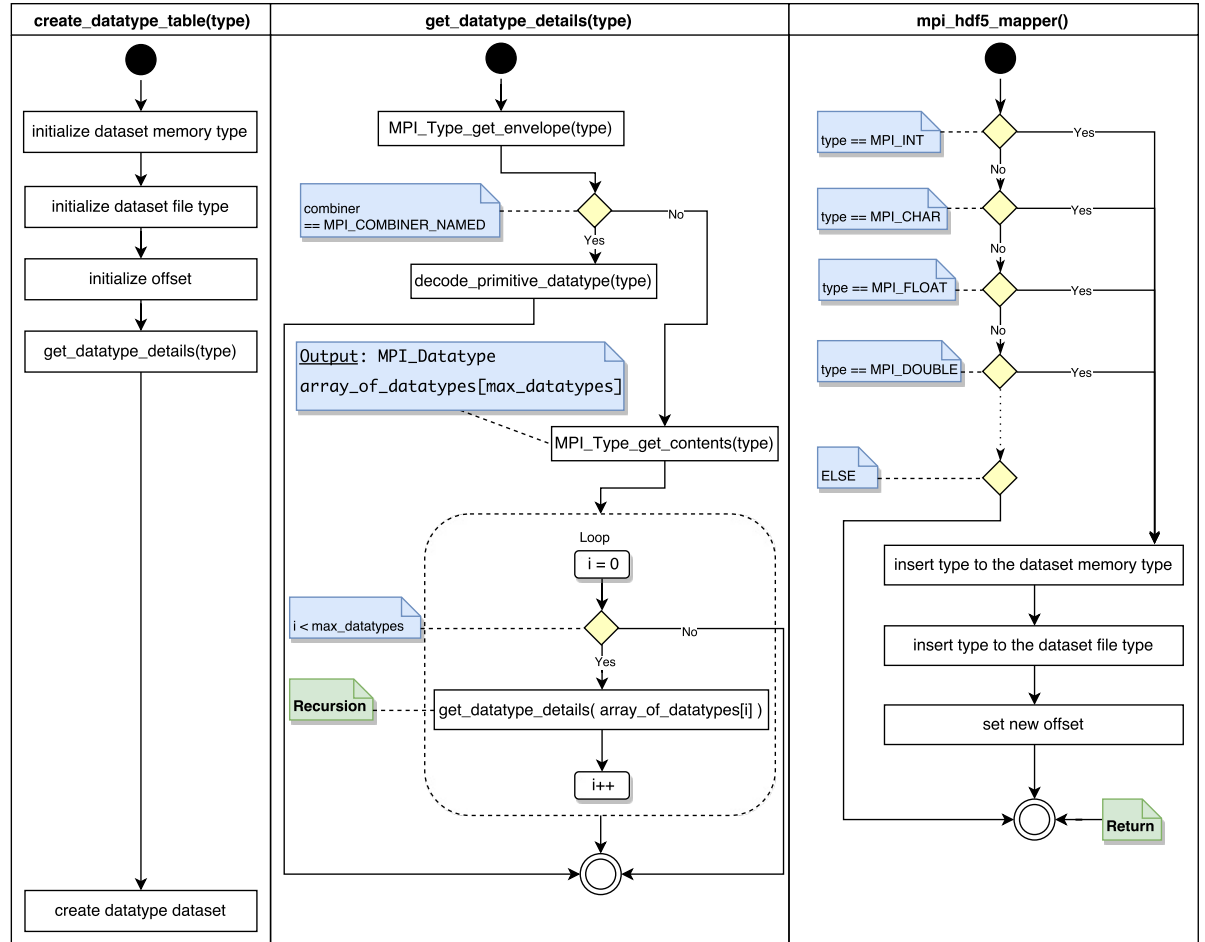 create_datatype_table(type)
initialize dataset memory type
initialize dataset file type
initialize offset
get_datatype_details(type)
create datatype dataset
get_datatype_details(type)
MPI_Type_get_envelope(type)
combiner
== MPI_COMBINER_NAMED
No
Yes
decode_primitive_datatype(type)
Output: MPI_Datatype
array_of_datatypes[max_datatypes]
MPI_Type_get_contents(type)
Loop
i = 0
i < max_datatypes
No
Yes
Recursion
get_datatype_details( array_of_datatypes[i] )
i++
mpi_hdf5_mapper()
type == MPI_INT
Yes
No
type == MPI_CHAR
Yes
No
type == MPI_FLOAT
Yes
No
type == MPI_DOUBLE
Yes
ELSE
insert type to the dataset memory type
insert type to the dataset file type
set new offset
Return